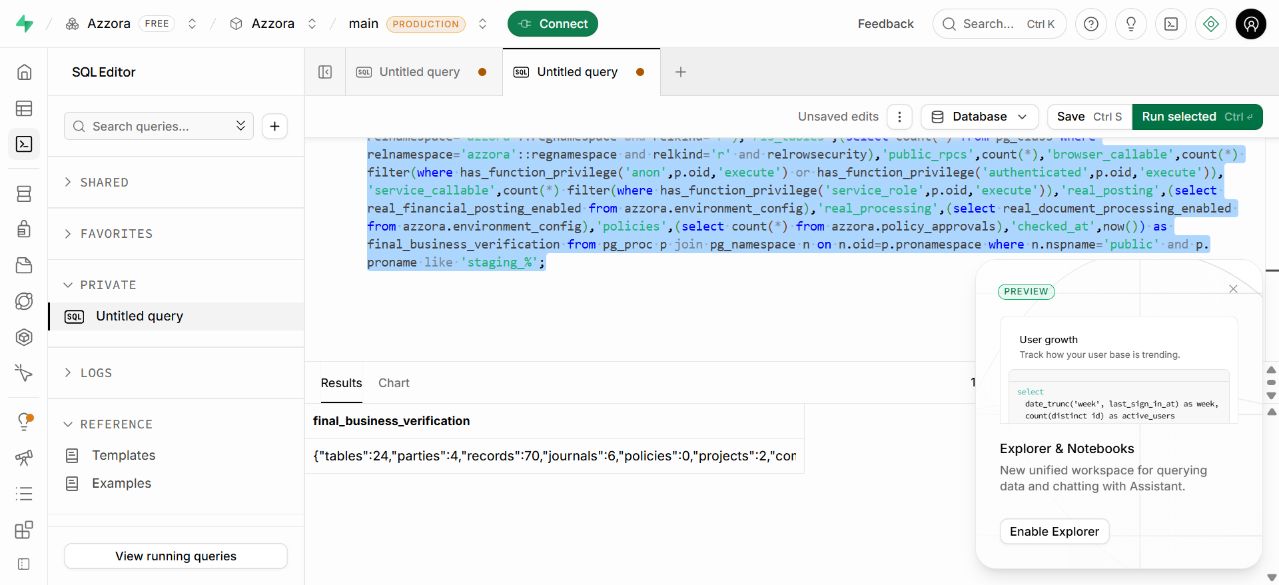 Azzora FREE
Azzora
main PRODUCTION
Connect
Feedback
Search... Ctrl K
SQL Editor
SQL Untitled query
SQL Untitled query
Search queries...
Unsaved edits
Database
Save Ctrl S
Run selected Ctrl
SHARED
FAVORITES
PRIVATE
SQL Untitled query
LOGS
REFERENCE
Templates
Examples
View running queries
relnamespace='azzora'::regnamespace and relkind='r' and relrowsecurity),'public_rpcs',count(*),'browser_callable',count(*)
filter(where has_function_privilege('anon',p.oid,'execute') or has_function_privilege('authenticated',p.oid,'execute')),
'service_callable',count(*) filter(where has_function_privilege('service_role',p.oid,'execute')),'real_posting',(select
real_financial_posting_enabled from azzora.environment_config),'real_processing',(select real_document_processing_enabled
from azzora.environment_config),'policies',(select count(*) from azzora.policy_approvals),'checked_at',now()) as
final_business_verification from pg_proc p join pg_namespace n on n.oid=p.pronamespace where n.nspname='public' and p.
proname like 'staging_%';
Results
Chart
1
final_business_verification
{"tables":24,"parties":4,"records":70,"journals":6,"policies":0,"projects":2,"con
PREVIEW
User growth
Track how your user base is trending.
select
date_trunc('week', last_sign_in_at) as week,
count(distinct id) as active_users
Explorer & Notebooks
New unified workspace for querying
data and chatting with Assistant.
Enable Explorer